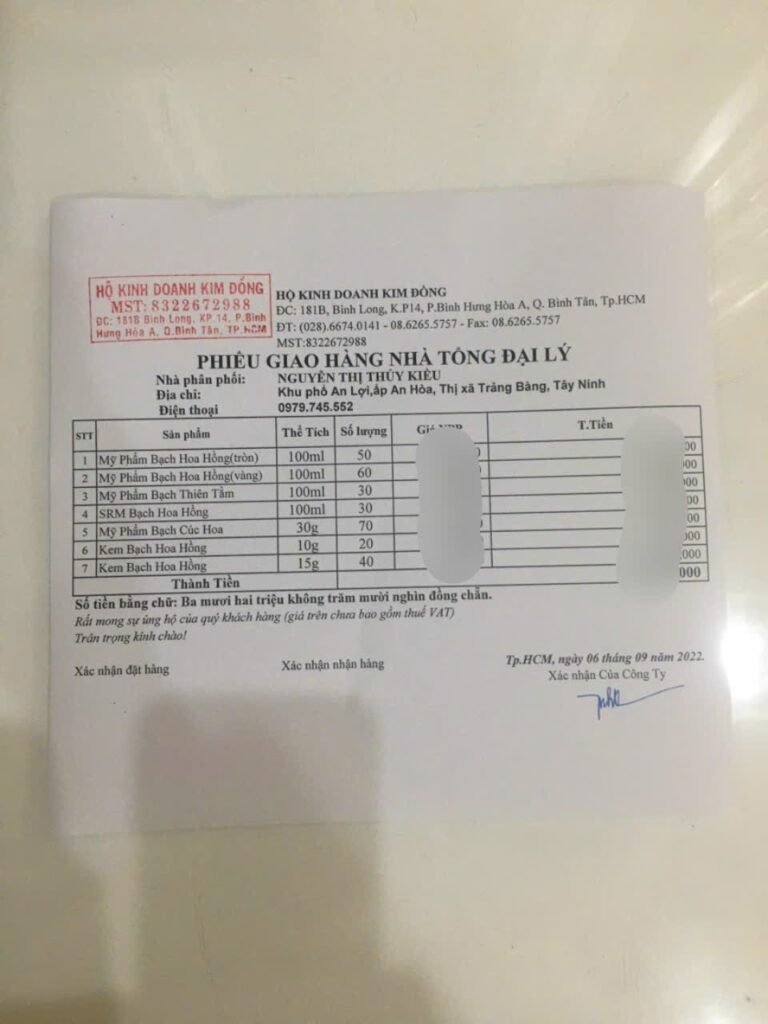 HỘ KINH DOANH KIM ĐỒNG
MST: 8322672988
ĐC: 181B Bình Long, KP.14, P.Bình
Hưng Hòa A, Q.Bình Tân, TP.HCM
HỘ KINH DOANH KIM ĐỒNG
ĐC: 181B, Bình Long, K.P14, P.Bình Hưng Hòa A, Q. Bình Tân, Tp.HCM
ĐT: (028).6674.0141 - 08.6265.5757 - Fax: 08.6265.5757
MST:8322672988
PHIẾU GIAO HÀNG NHÀ TỔNG ĐẠI LÝ
Nhà phân phối: NGUYỄN THỊ THÚY KIỀU
Địa chỉ: Khu phố An Lợi,ấp An Hòa, Thị xã Trảng Bàng, Tây Ninh
Điện thoại 0979.745.552
STT Sản phẩm Thể Tích Số lượng Giá T.Tiền
1 Mỹ Phẩm Bạch Hoa Hồng(tròn) 100ml 50 00
2 Mỹ Phẩm Bạch Hoa Hồng(vàng) 100ml 60 000
3 Mỹ Phẩm Bạch Thiên Tằm 100ml 30 000
4 SRM Bạch Hoa Hồng 100ml 30 00
5 Mỹ Phẩm Bạch Cúc Hoa 30g 70 00
6 Kem Bạch Hoa Hồng 10g 20 000
7 Kem Bạch Hoa Hồng 15g 40 ,000
Thành Tiền 000
Số tiền bằng chữ: Ba mươi hai triệu không trăm mười nghìn đồng chẵn.
Rất mong sự ủng hộ của quý khách hàng (giá trên chưa bao gồm thuế VAT)
Trân trọng kính chào!
Tp.HCM, ngày 06 tháng 09 năm 2022.
Xác nhận đặt hàng Xác nhận nhận hàng Xác nhận Của Công Ty